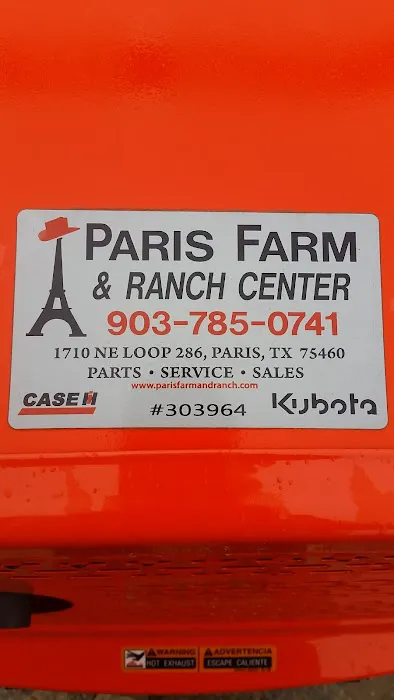 PARIS FARM
& RANCH CENTER
903-785-0741
1710 NE LOOP 286, PARIS, TX 75460
PARTS • SERVICE • SALES
www.parisfarmandranch.com
CASE IH
#303964
Kubota
WARNING
HOT EXHAUST
ADVERTENCIA
ESCAPE CALIENTE